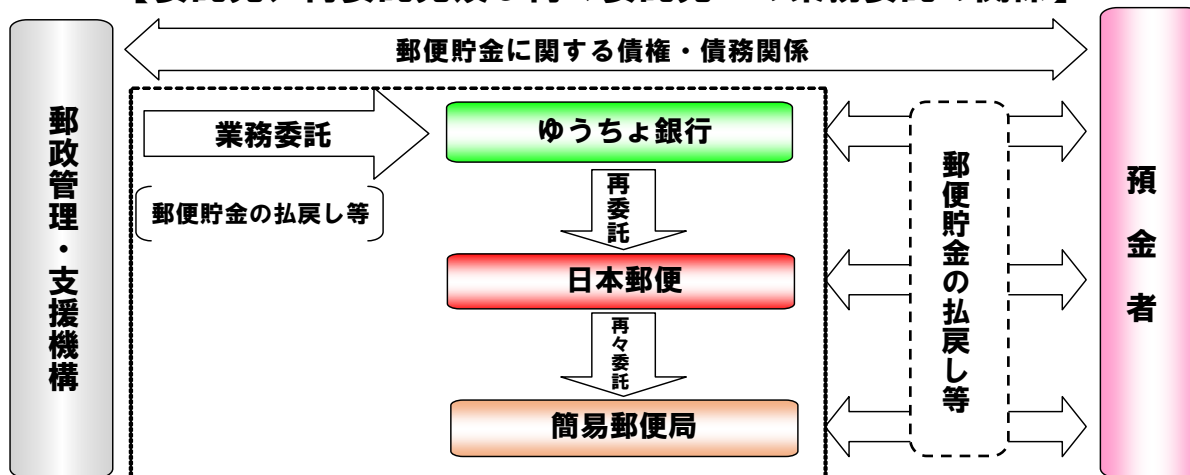 郵便貯金に関する債権・債務関係
郵政管理・支援機構
業務委託
郵便貯金の払戻し等
ゆうちょ銀行
再委託
日本郵便
再々委託
簡易郵便局
郵便貯金の払戻し等
預金者